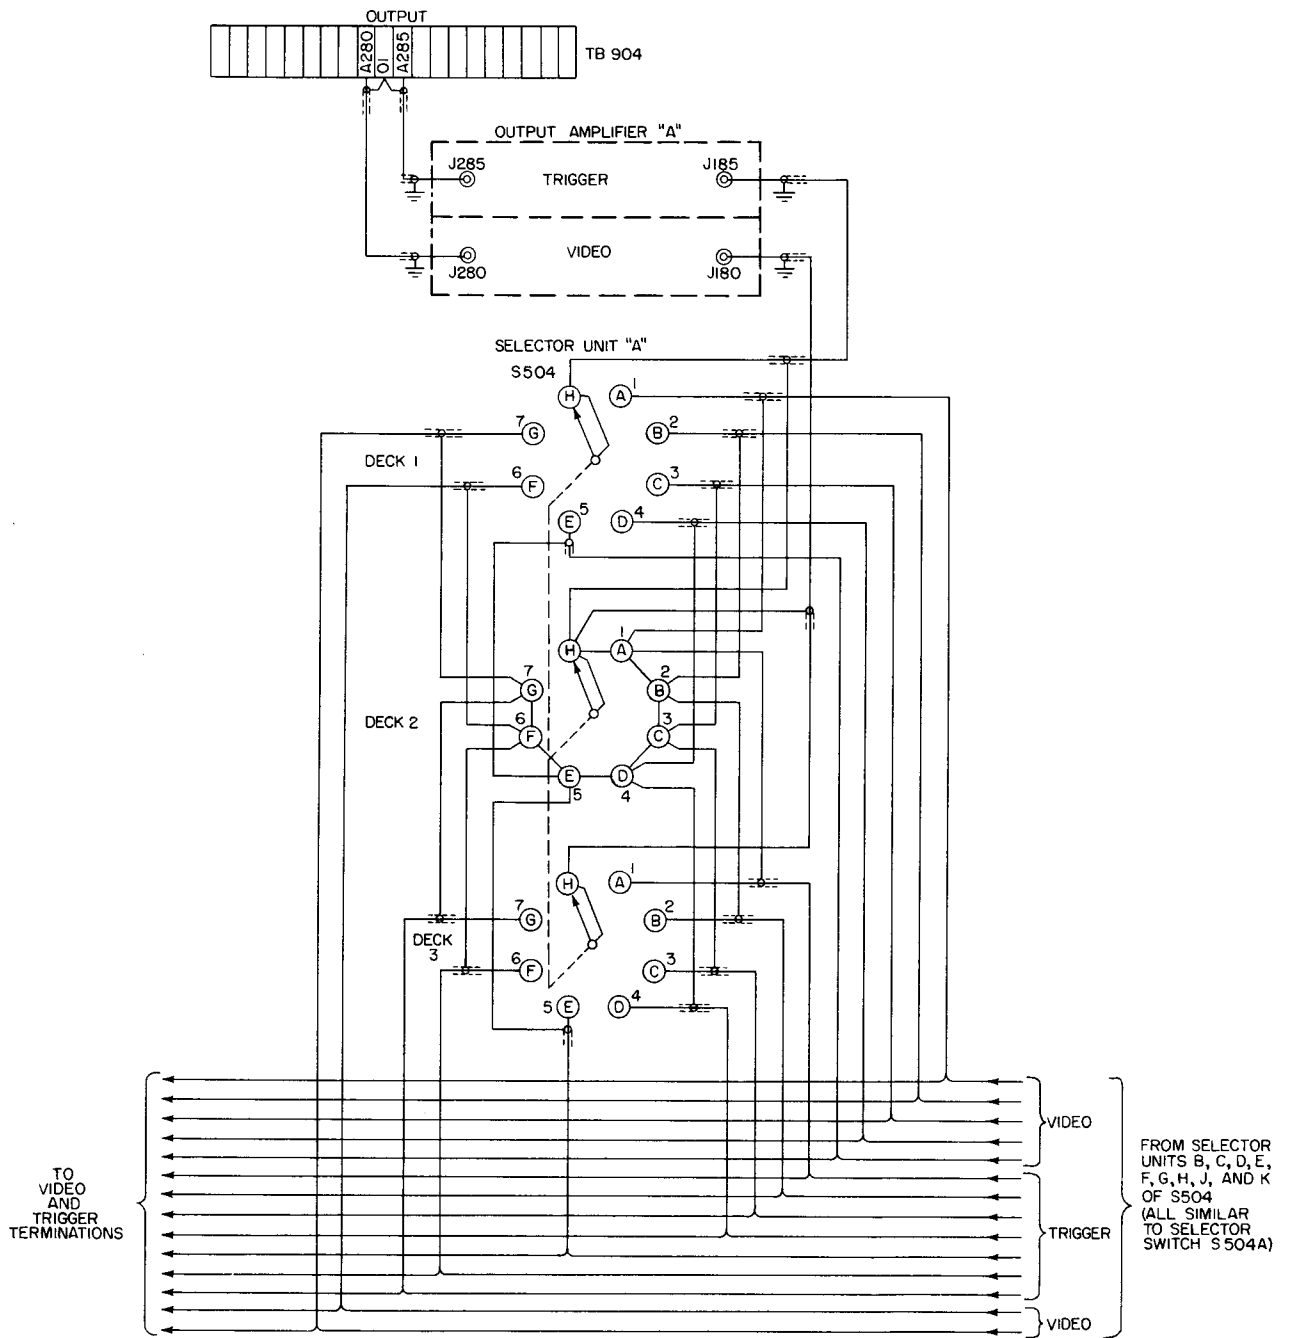 OUTPUT
A280
01
A285
TB 904
OUTPUT AMPLIFIER "A"
J285
TRIGGER
J185
VIDEO
J280
J180
SELECTOR UNIT "A"
S504
H
A 1
7 G
B 2
DECK 1
6 F
C 3
E 5
D 4
1
H
A
7
G
2
B
DECK 2
6
F
3
C
E
D
5
4
H
A 1
7 G
B 2
DECK
3
6 F
C 3
5 E
D 4
VIDEO
TRIGGER
VIDEO
TO
VIDEO
AND
TRIGGER
TERMINATIONS
FROM SELECTOR
UNITS B, C, D, E,
F, G, H, J, AND K
OF S504
(ALL SIMILAR
TO SELECTOR
SWITCH S504A)